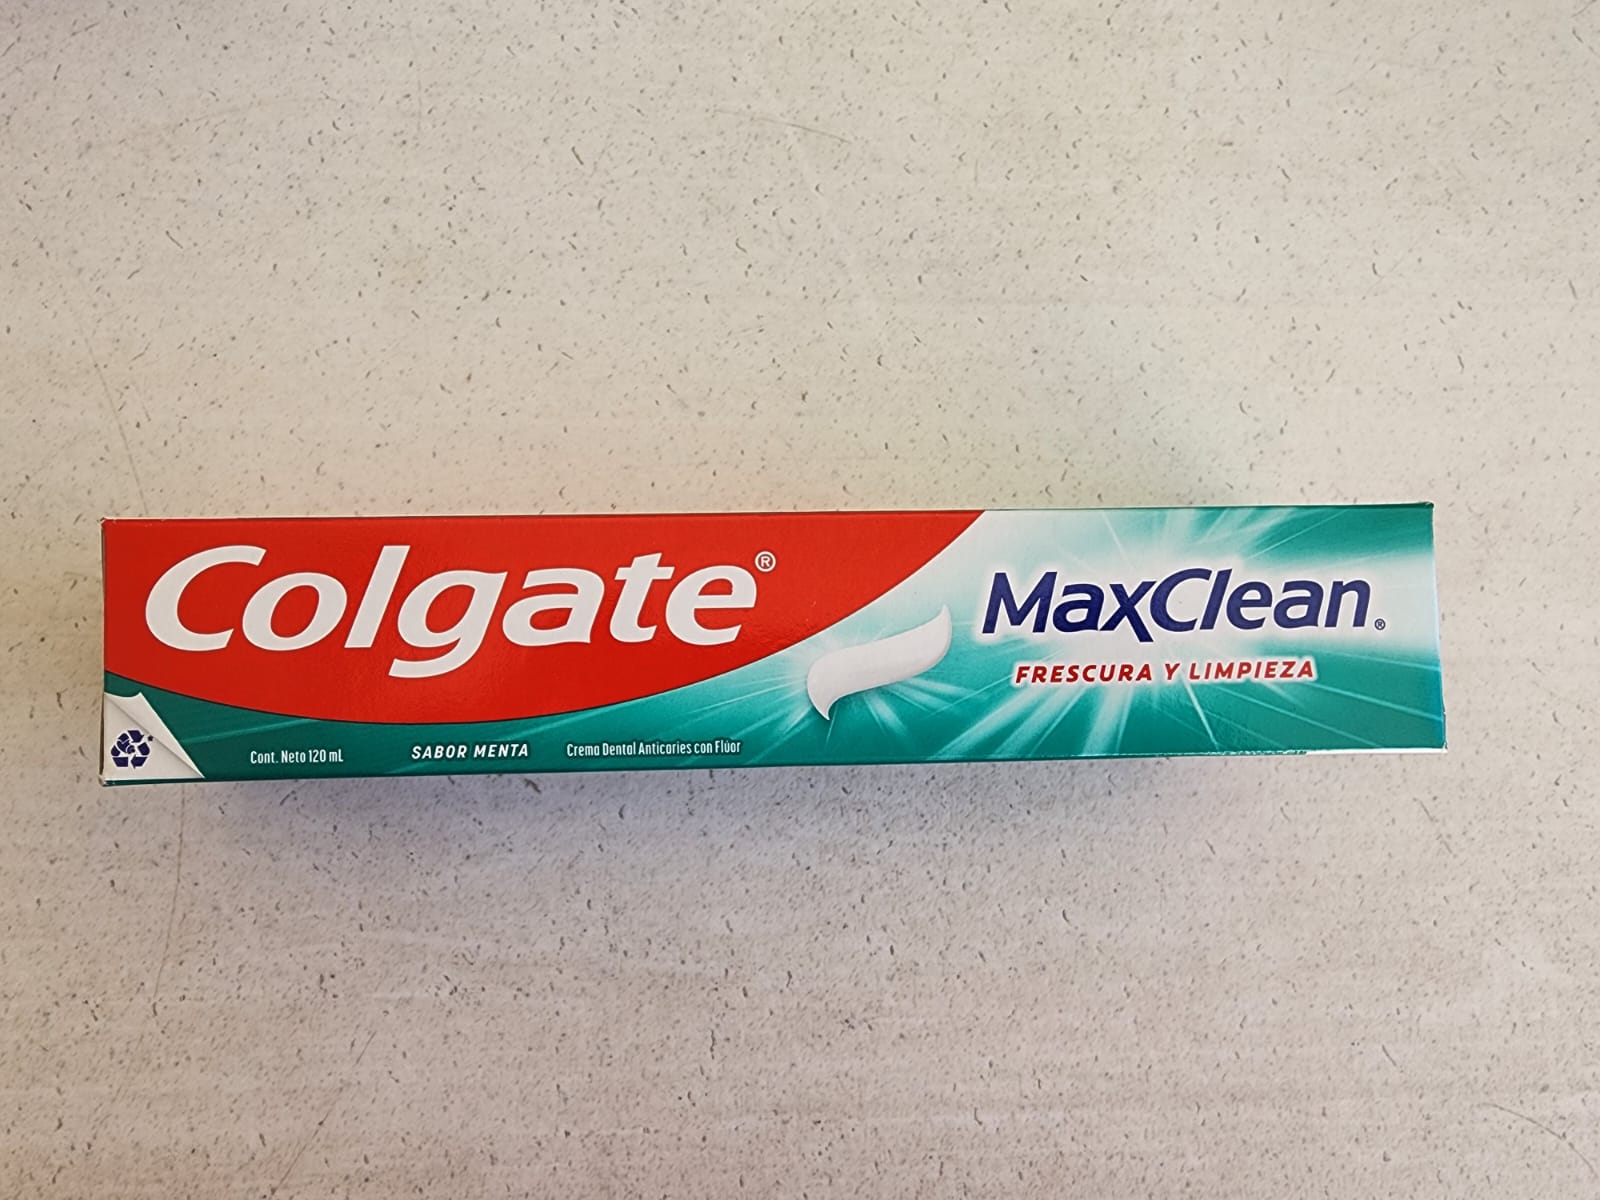 Colgate®
MaxClean®
FRESCURA Y LIMPIEZA
Cont. Neto 120 mL
SABOR MENTA
Crema Dental Anticaries con Flúor